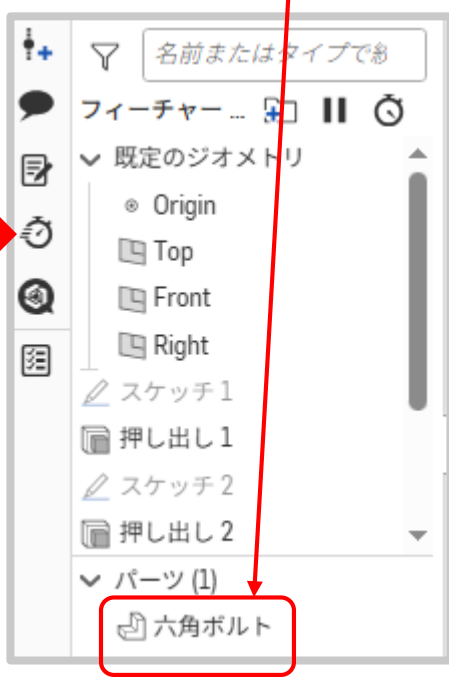 名前またはタイプで
フィーチャー ...
既定のジオメトリ
Origin
Top
Front
Right
スケッチ 1
押し出し 1
スケッチ 2
押し出し 2
パーツ (1)
六角ボルト